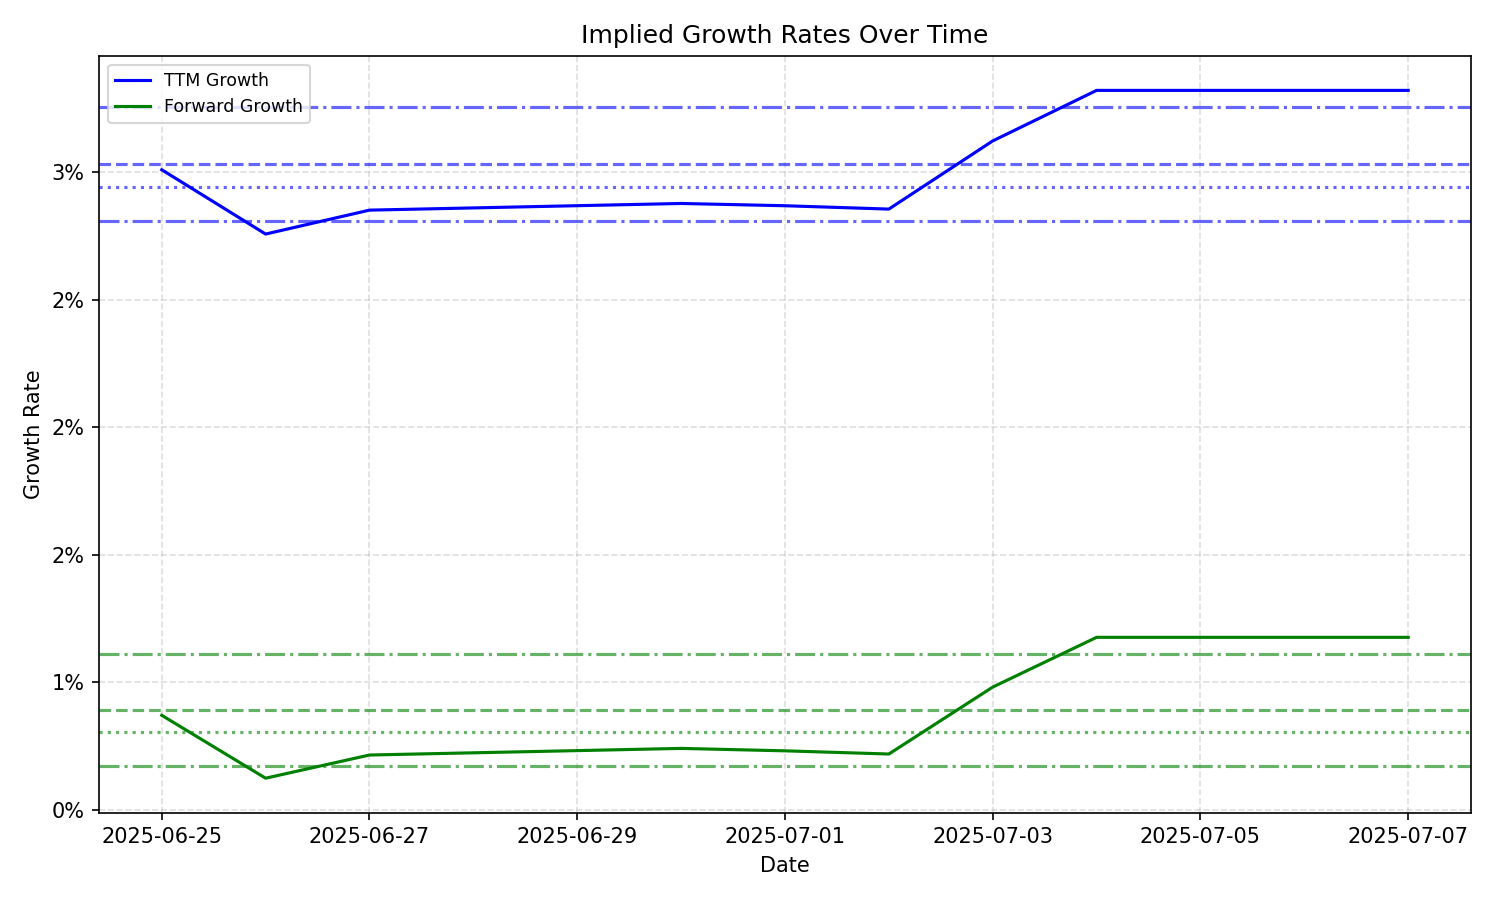 Implied Growth Rates Over Time
TTM Growth
Forward Growth
3%
2%
2%
2%
1%
0%
Growth Rate
2025-06-25
2025-06-27
2025-06-29
2025-07-01
2025-07-03
2025-07-05
2025-07-07
Date